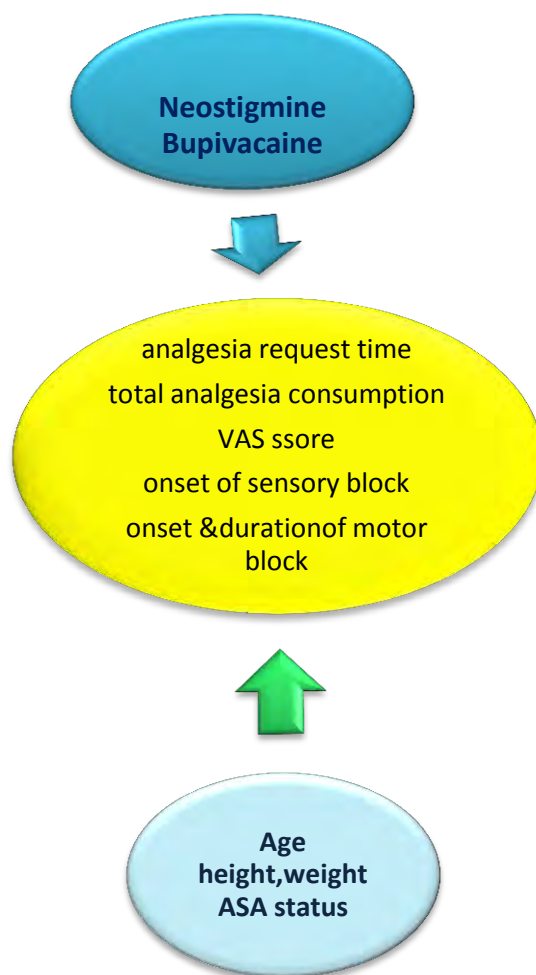 Neostigmine
Bupivacaine
analgesia request time
total analgesia consumption
VAS ssore
onset of sensory block
onset &durationof motor
block
Age
height,weight
ASA status